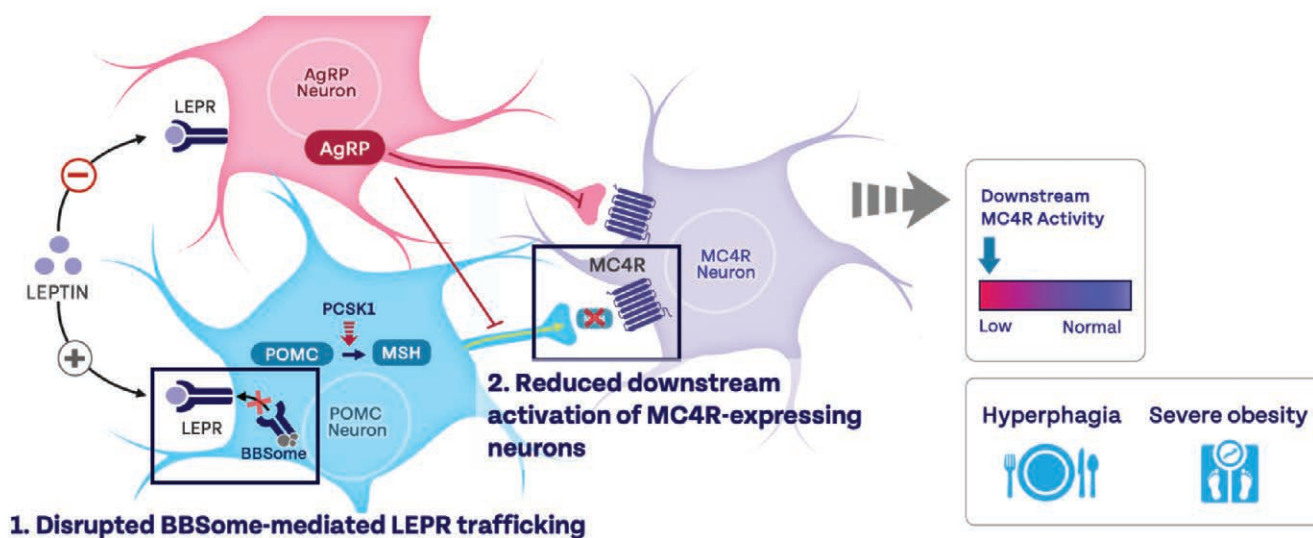 AgRP
Neuron
LEPR
AgRP
LEPTIN
MC4R
MC4R
Neuron
PCSK1
POMC
MSH
LEPR
BBSome
POMC
Neuron
1. Disrupted BBSome-mediated LEPR trafficking
2. Reduced downstream
activation of MC4R-expressing
neurons
Downstream
MC4R Activity
Low
Normal
Hyperphagia
Severe obesity